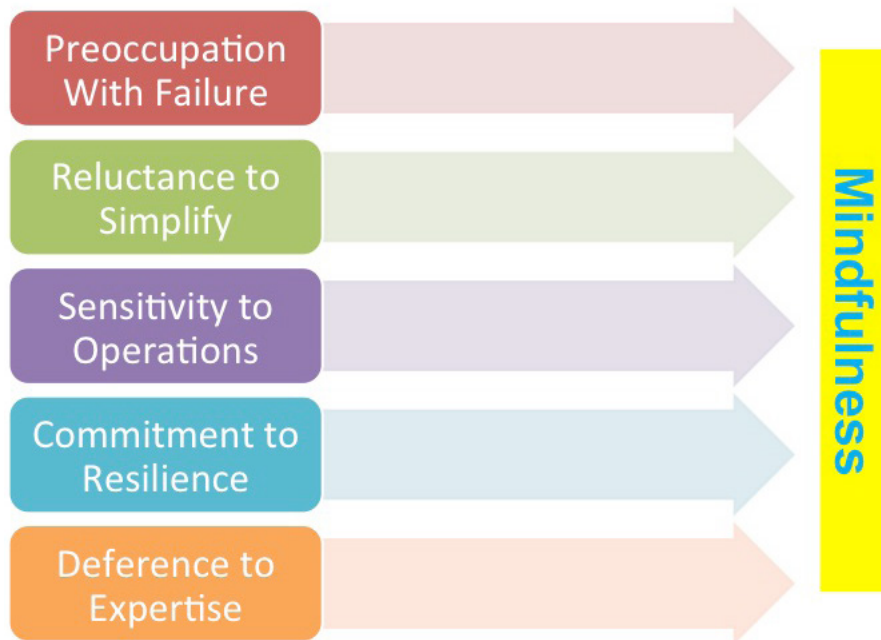 Preoccupation
With Failure
Reluctance to
Simplify
Sensitivity to
Operations
Commitment to
Resilience
Deference to
Expertise
Mindfulness